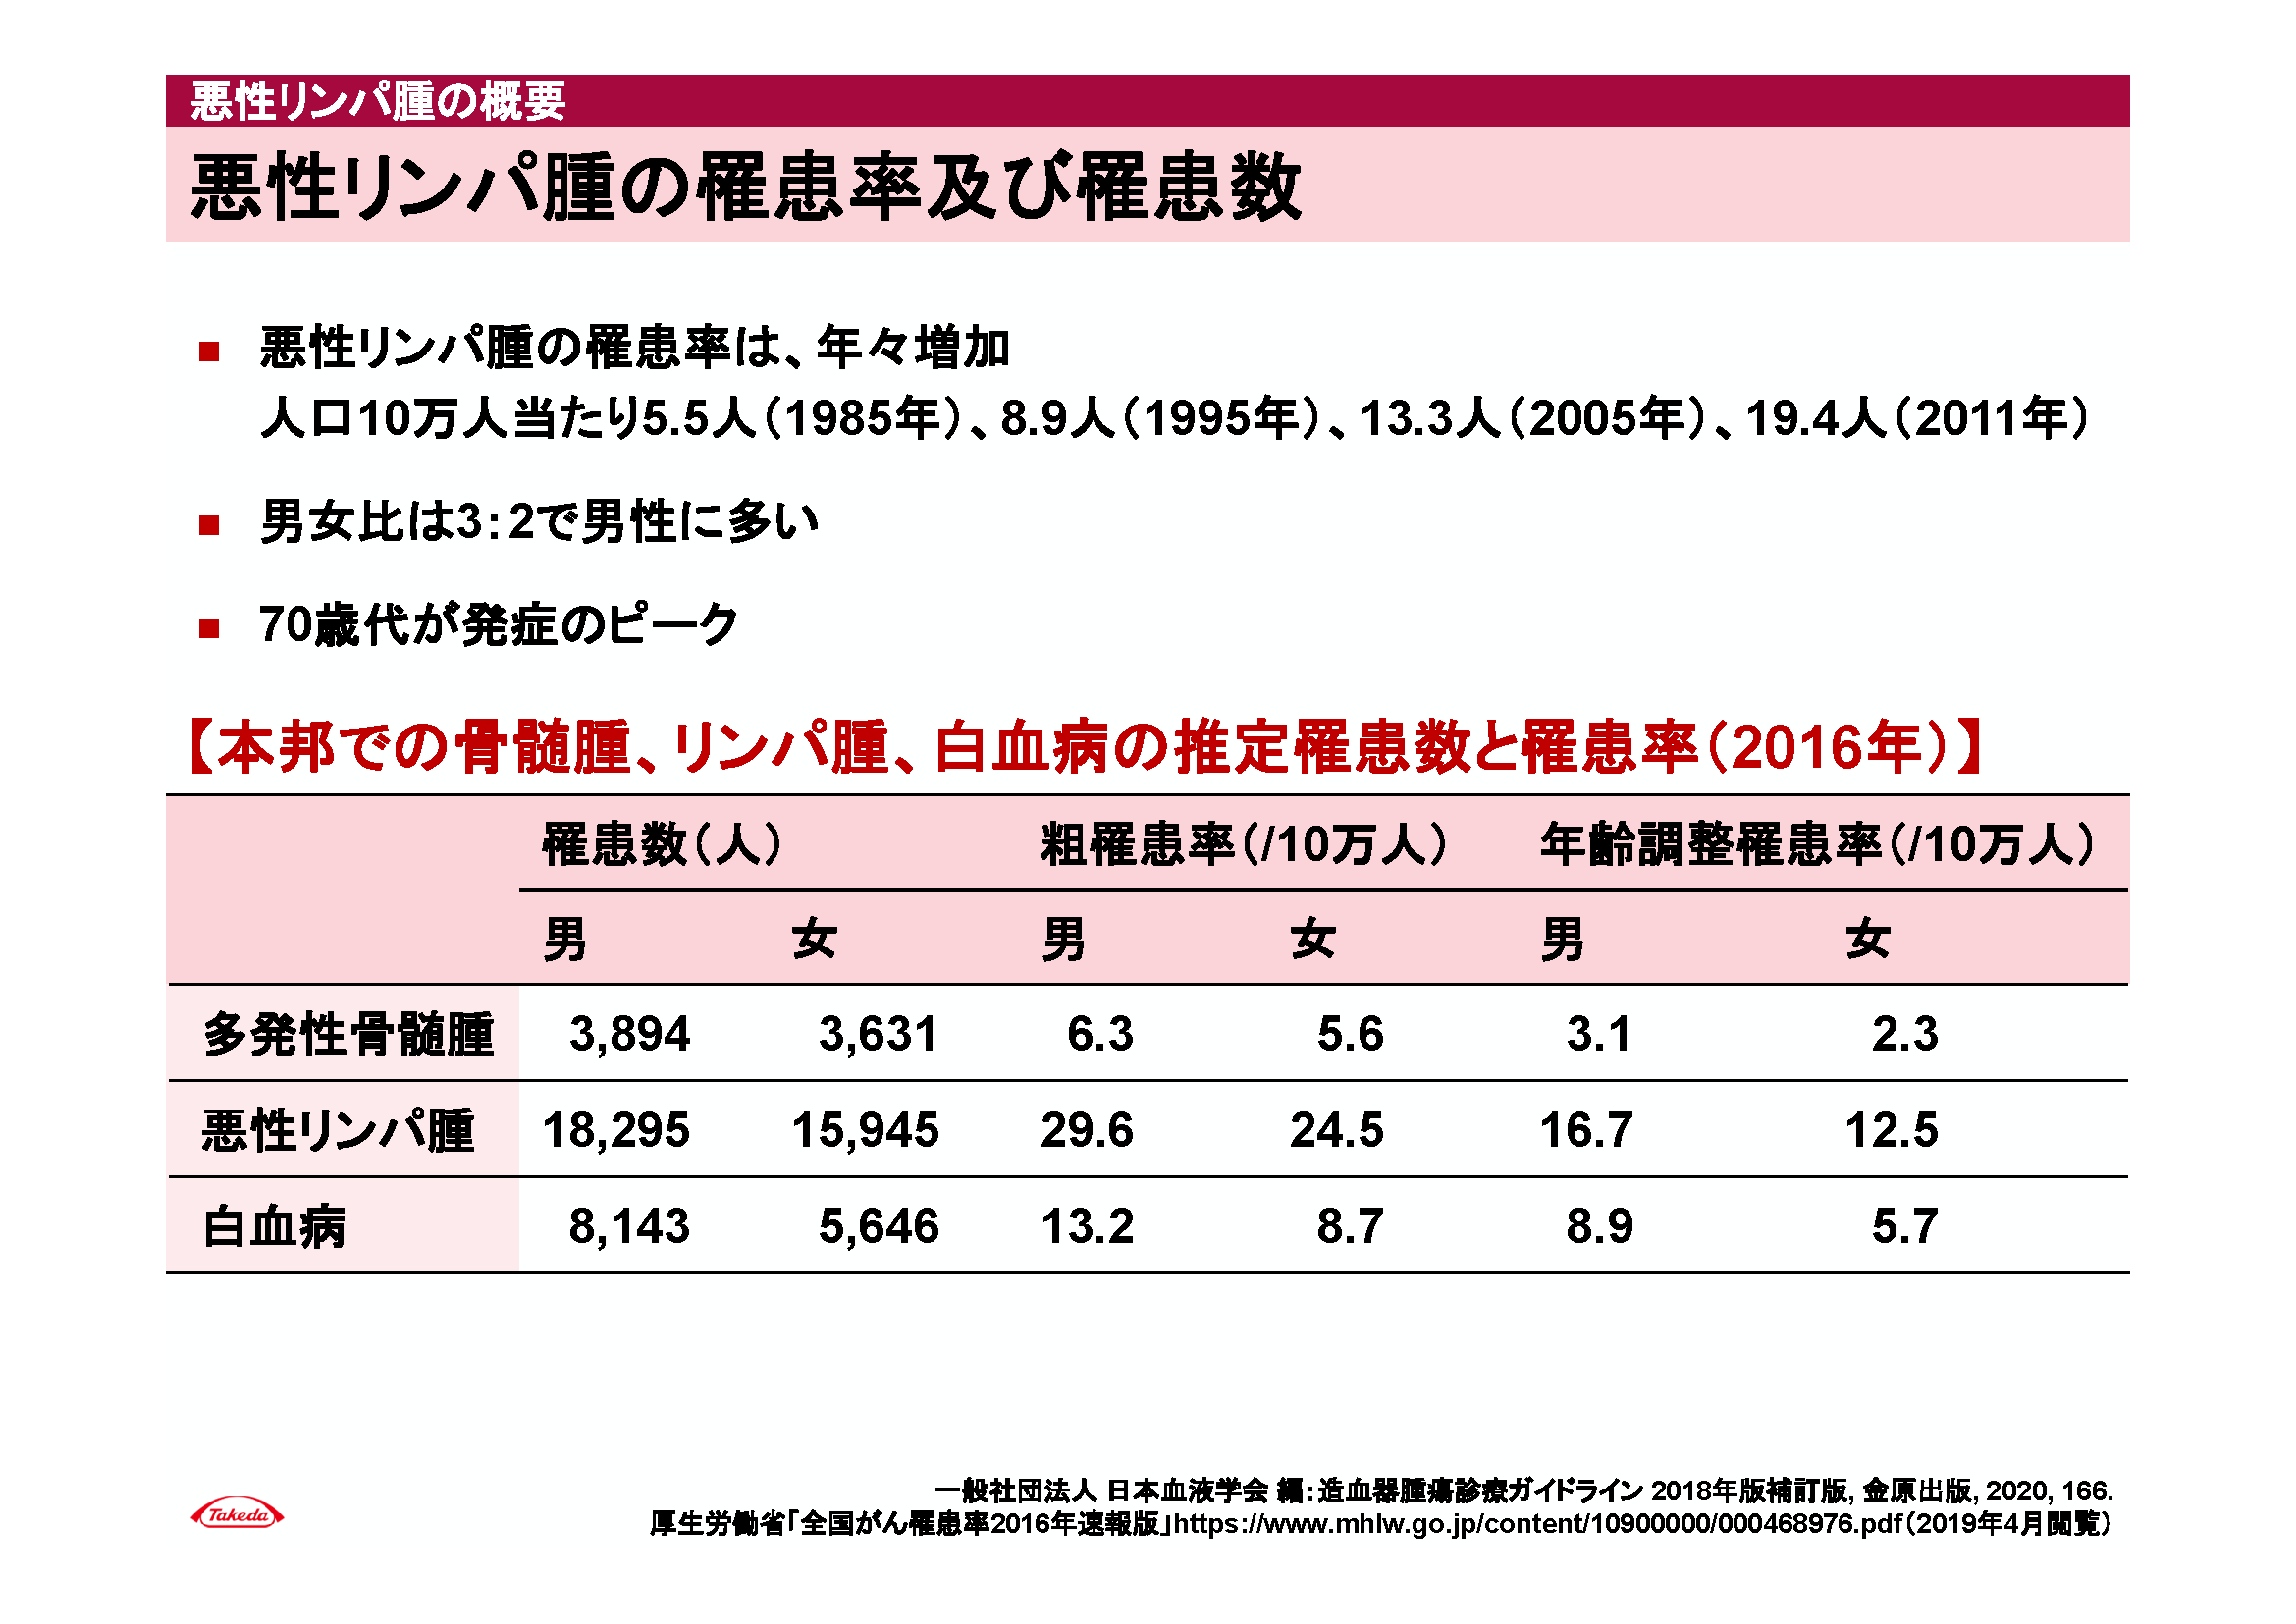 悪性リンパ腫の概要
悪性リンパ腫の罹患率及び罹患数
■ 悪性リンパ腫の罹患率は、年々増加
人口10万人当たり5.5人（1985年）、8.9人（1995年）、13.3人（2005年）、19.4人（2011年）
■ 男女比は3：2で男性に多い
■ 70歳代が発症のピーク
【本邦での骨髄腫、リンパ腫、白血病の推定罹患数と罹患率（2016年）】
罹患数（人） 粗罹患率（/10万人） 年齢調整罹患率（/10万人）
男 女 男 女 男 女
多発性骨髄腫 3,894 3,631 6.3 5.6 3.1 2.3
悪性リンパ腫 18,295 15,945 29.6 24.5 16.7 12.5
白血病 8,143 5,646 13.2 8.7 8.9 5.7
一般社団法人 日本血液学会 編：造血器腫瘍診療ガイドライン 2018年版補訂版, 金原出版, 2020, 166.
厚生労働省「全国がん罹患率2016年速報版」https://www.mhlw.go.jp/content/10900000/000468976.pdf（2019年4月閲覧）
Takeda